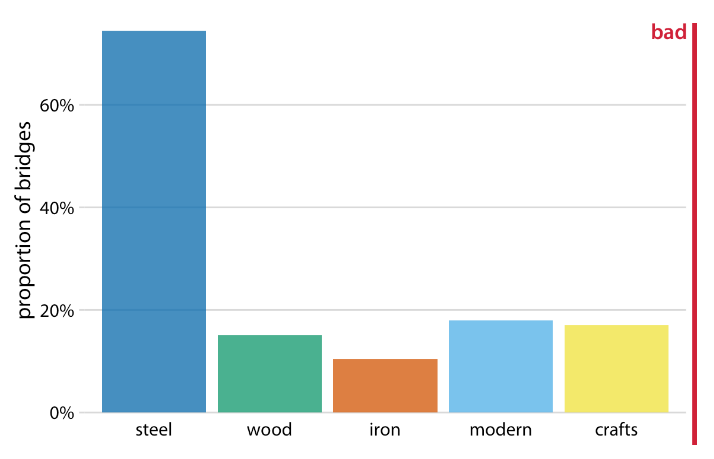 bad
60%
40%
20%
0%
proportion of bridges
steel
wood
iron
modern
crafts